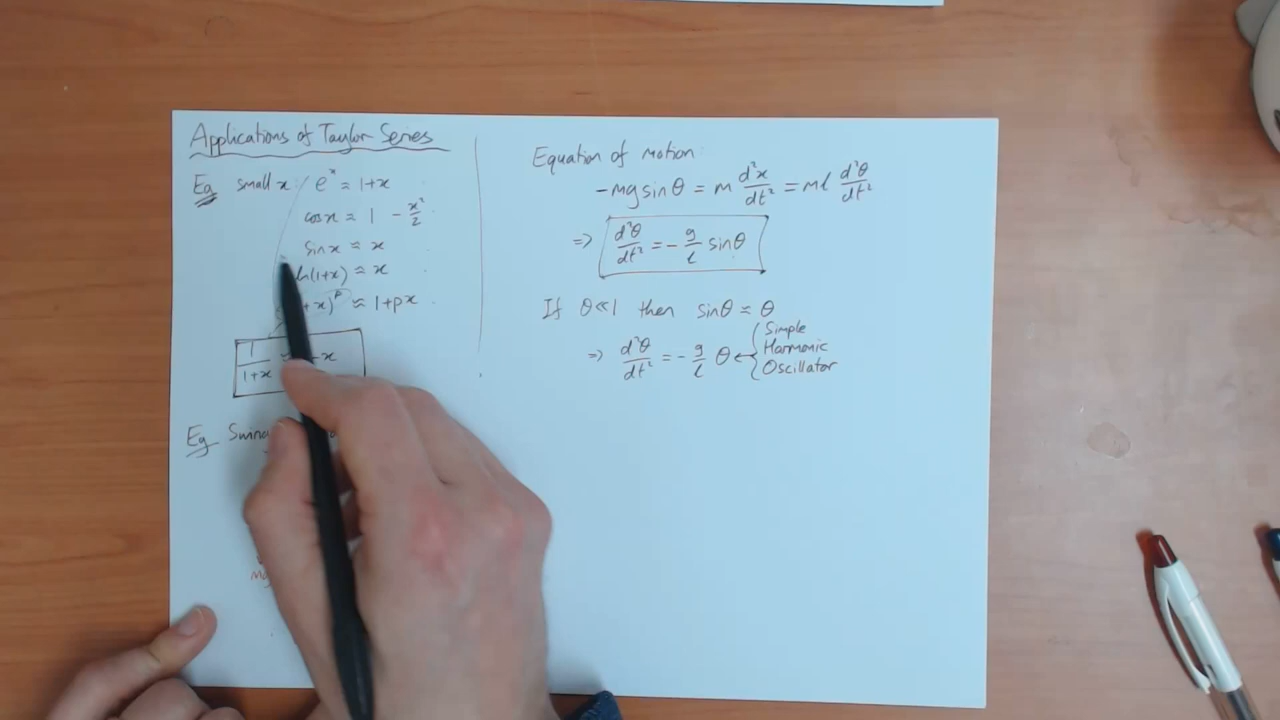 Applications of Taylor Series
Eg small x: eˣ ≈ 1+x
cos x ≈ 1 - x²/2
sin x ≈ x
(1+x) ≈ x
+x)ᵖ ≈ 1+px
1/1+x
x
Eg
Equation of motion:
-mg sin θ = m d²x/dt² = ml d²θ/dt²
=> d²θ/dt² = - g/l sin θ
If θ<<1 then sin θ ≈ θ
=> d²θ/dt² = - g/l θ ← { Simple
Harmonic
Oscillator